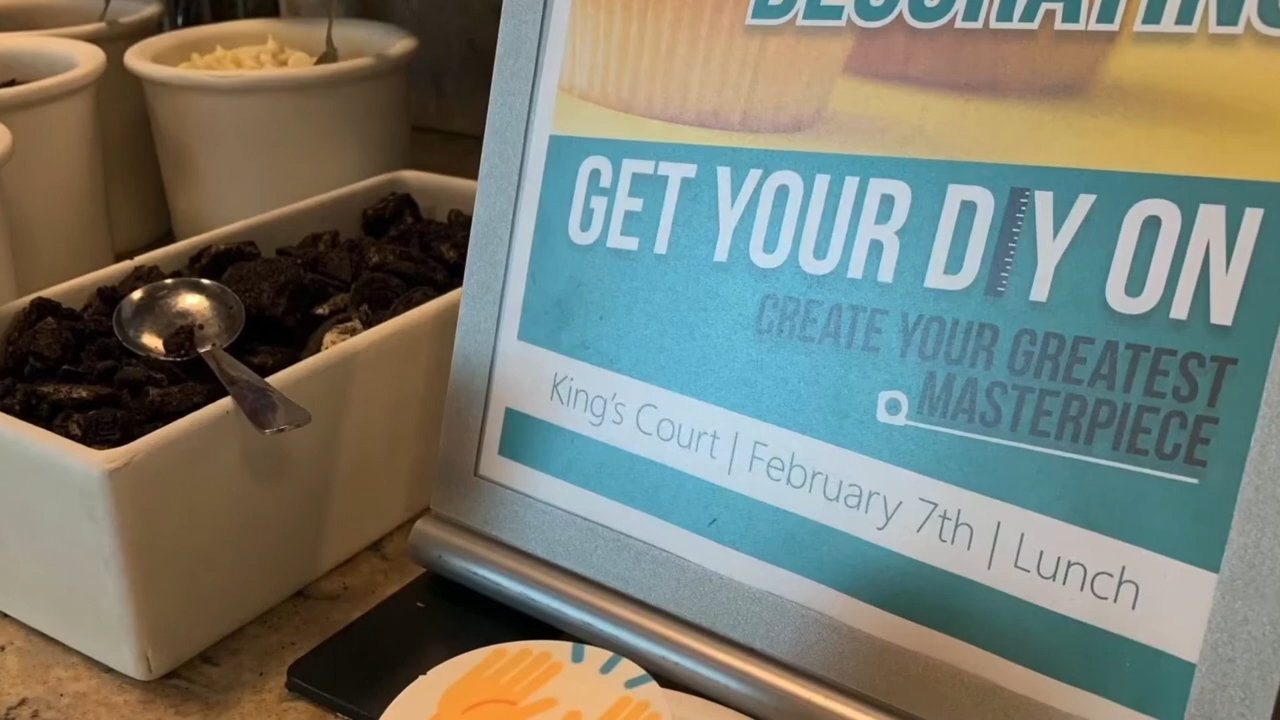 DECORATING
GET YOUR DIY ON
CREATE YOUR GREATEST
MASTERPIECE
King's Court | February 7th | Lunch